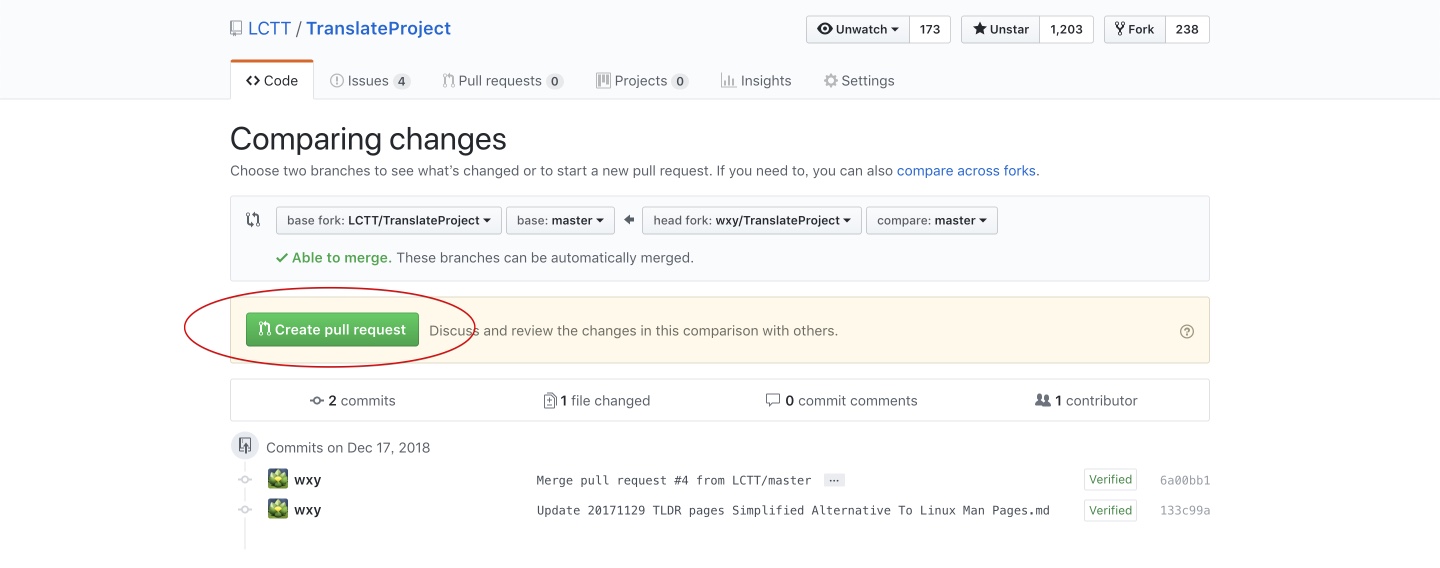 LCTT / TranslateProject
Unwatch 173 Unstar 1,203 Fork 238
Code Issues 4 Pull requests 0 Projects 0 Insights Settings
Comparing changes
Choose two branches to see what’s changed or to start a new pull request. If you need to, you can also compare across forks.
base fork: LCTT/TranslateProject base: master head fork: wxy/TranslateProject compare: master
Able to merge. These branches can be automatically merged.
Create pull request Discuss and review the changes in this comparison with others.
2 commits 1 file changed 0 commit comments 1 contributor
Commits on Dec 17, 2018
wxy Merge pull request #4 from LCTT/master … Verified 6a00bb1
wxy Update 20171129 TLDR pages Simplified Alternative To Linux Man Pages.md Verified 133c99a